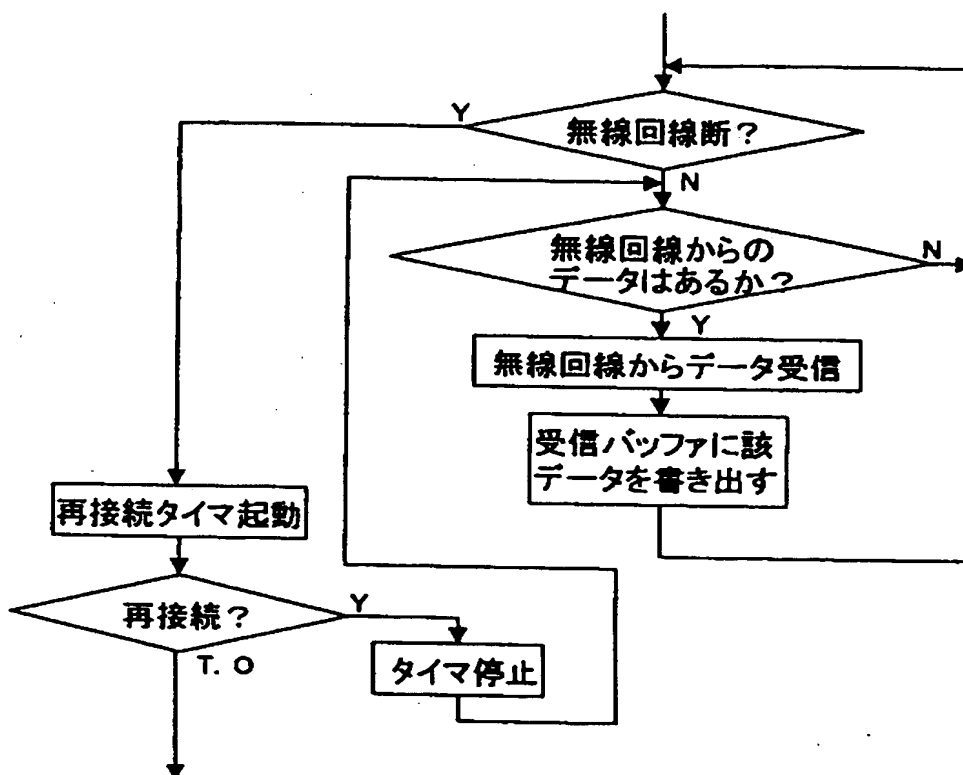 Y
無線回線断？
N
無線回線からの
データはあるか？
N
Y
無線回線からデータ受信
受信バッファに該
データを書き出す
再接続タイマ起動
再接続？
Y
T. O
タイマ停止